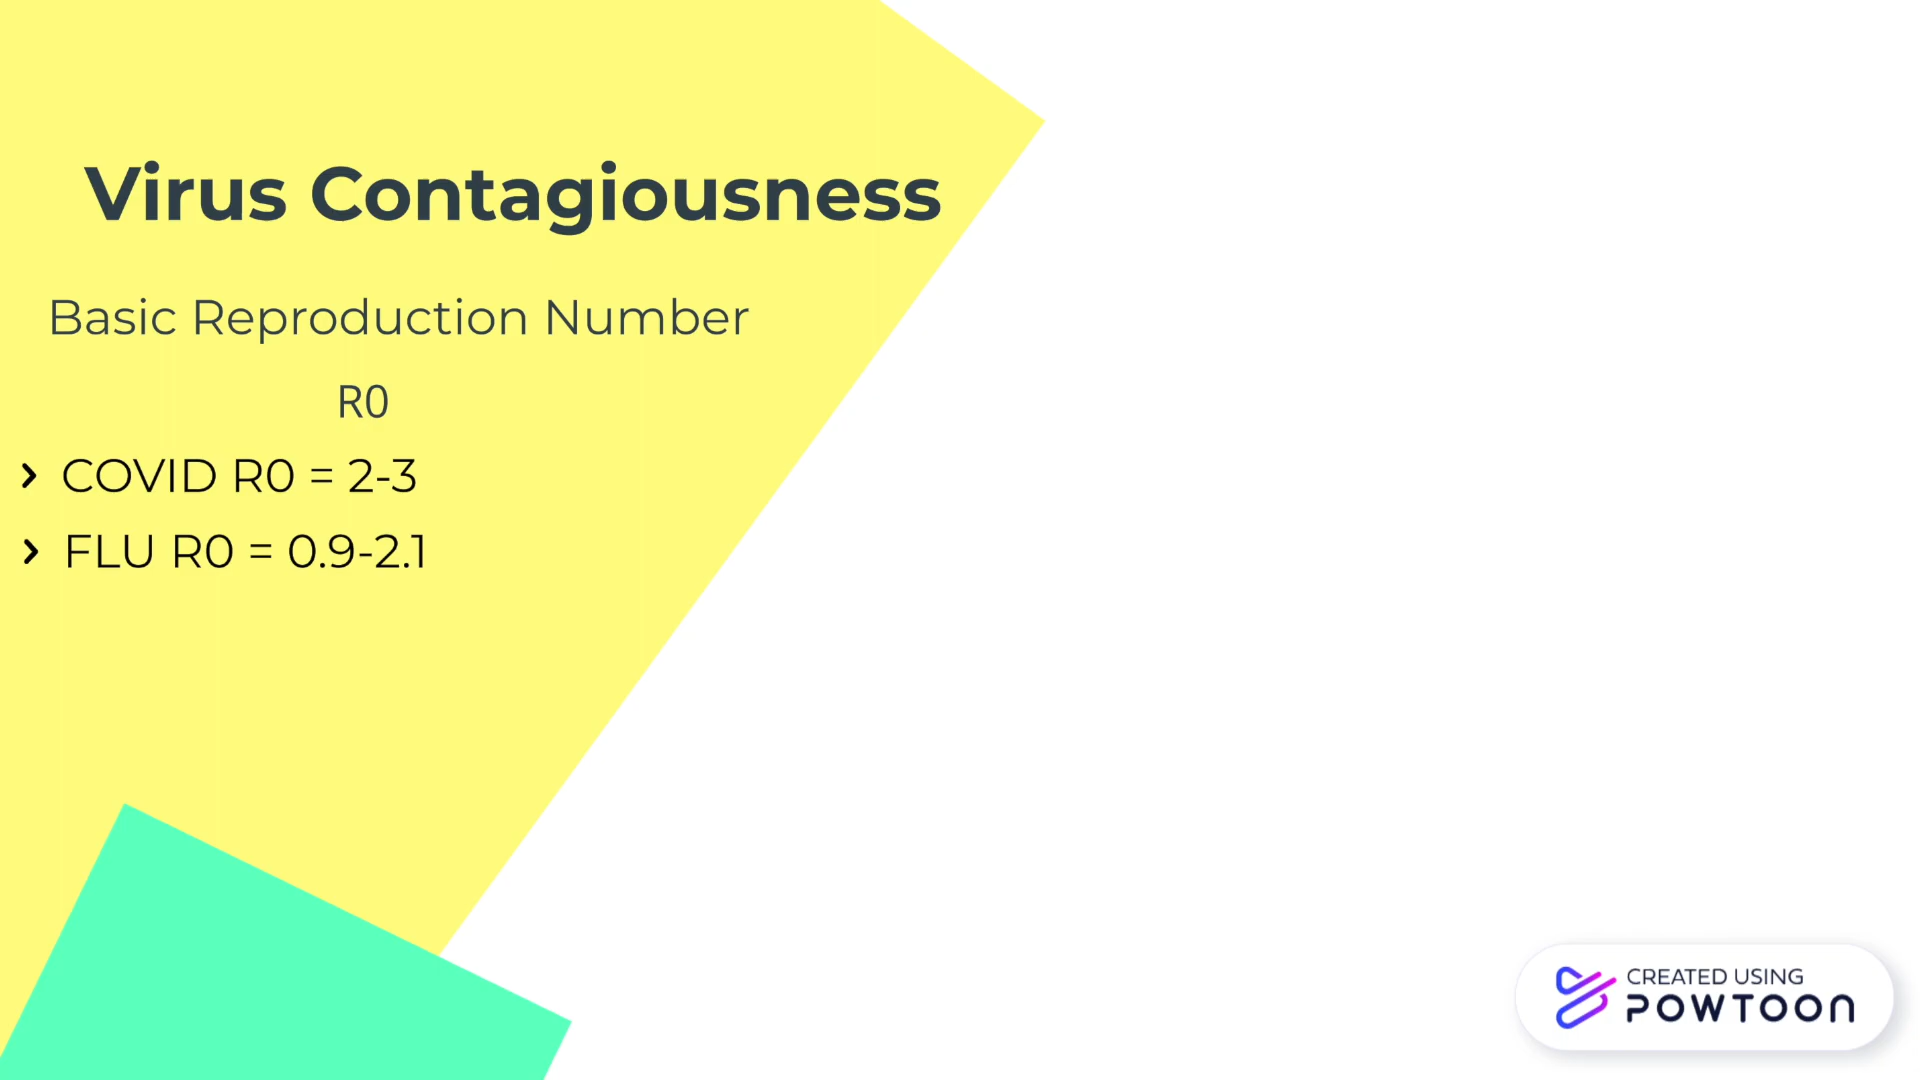 Virus Contagiousness
Basic Reproduction Number
R0
COVID R0 = 2-3
FLU R0 = 0.9-2.1
CREATED USING
POWTOON